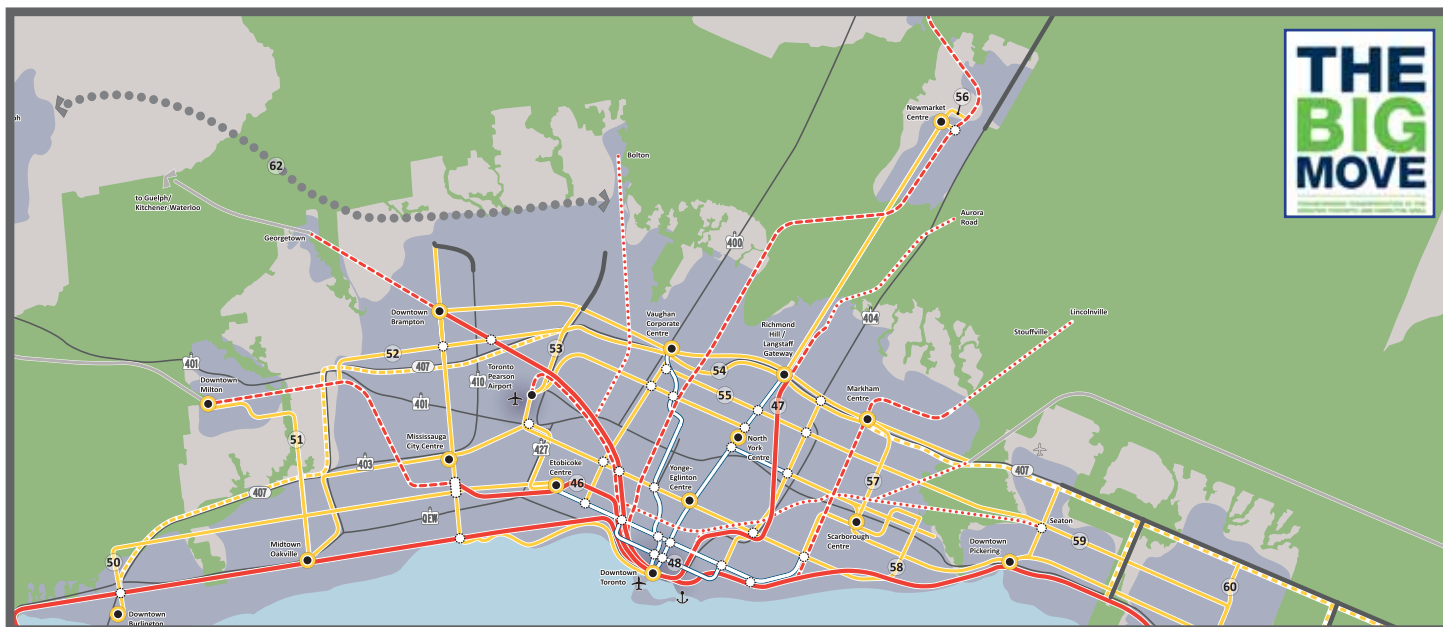 THE
BIG
MOVE
56
Newmarket
Centre
Bolton
62
to Guelph/
Kitchener-Waterloo
Aurora
Road
Georgetown
400
Downtown
Brampton
Vaughan
Corporate
Centre
Richmond
Hill /
Langstaff
Gateway
404
Lincolnville
Stouffville
401
52
407
53
Toronto
Pearson
Airport
54
55
410
401
47
Markham
Centre
Downtown
Milton
51
Mississauga
City Centre
427
North
York
Centre
403
Etobicoke
Centre
46
Yonge-
Eglinton
Centre
57
407
407
QEW
Scarborough
Centre
Seaton
Midtown
Oakville
Downtown
Pickering
59
50
48
58
Downtown
Toronto
60
Downtown
Burlington